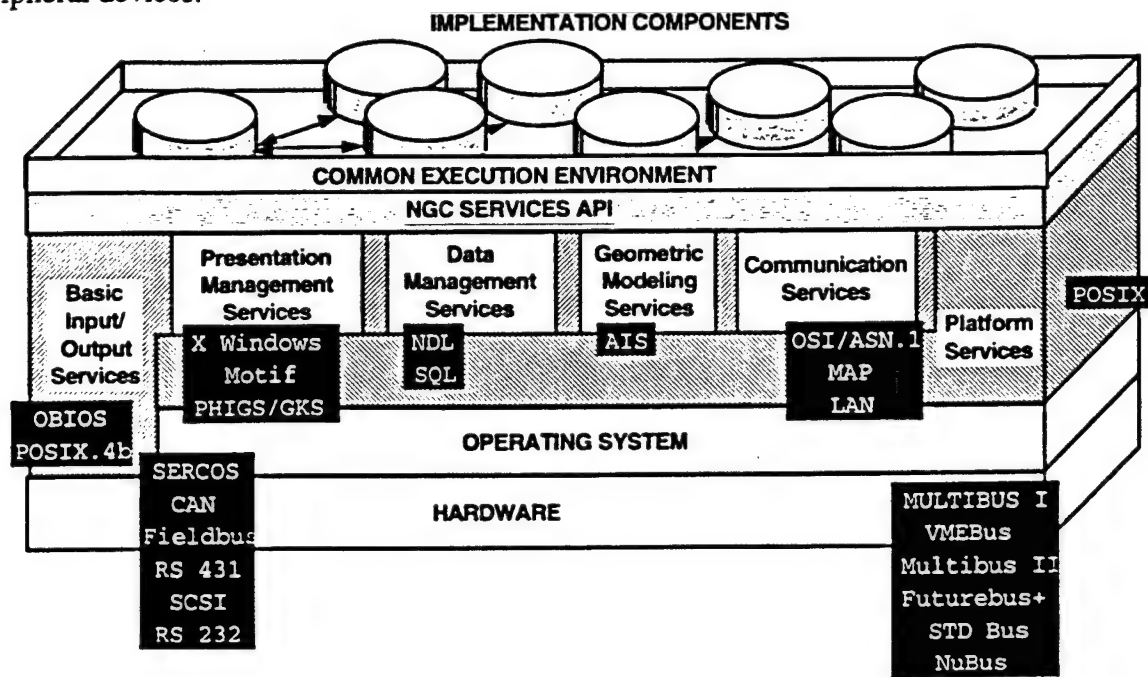 ipheral devices.
IMPLEMENTATION COMPONENTS
COMMON EXECUTION ENVIRONMENT
NGC SERVICES API
Basic
Input/
Output
Services
Presentation
Management
Services
Data
Management
Services
Geometric
Modeling
Services
Communication
Services
Platform
Services
POSIX
X Windows
Motif
PHIGS/GKS
NDL
SQL
AIS
OSI/ASN.1
MAP
LAN
OBIOS
POSIX.4b
OPERATING SYSTEM
HARDWARE
SERCOS
CAN
Fieldbus
RS 431
SCSI
RS 232
MULTIBUS I
VMEBus
Multibus II
Futurebus+
STD Bus
NuBus